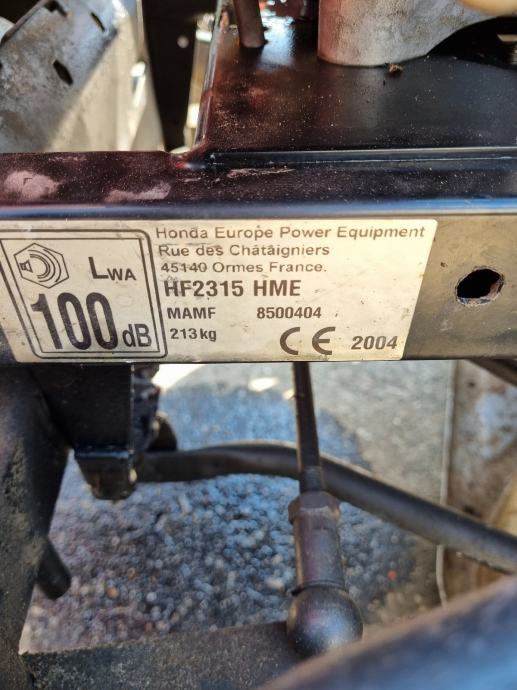 Honda Europe Power Equipment
Rue des Châtaigniers
45140 Ormes France.
HF2315 HME
MAMF 8500404
213kg
CE 2004
LWA
100dB